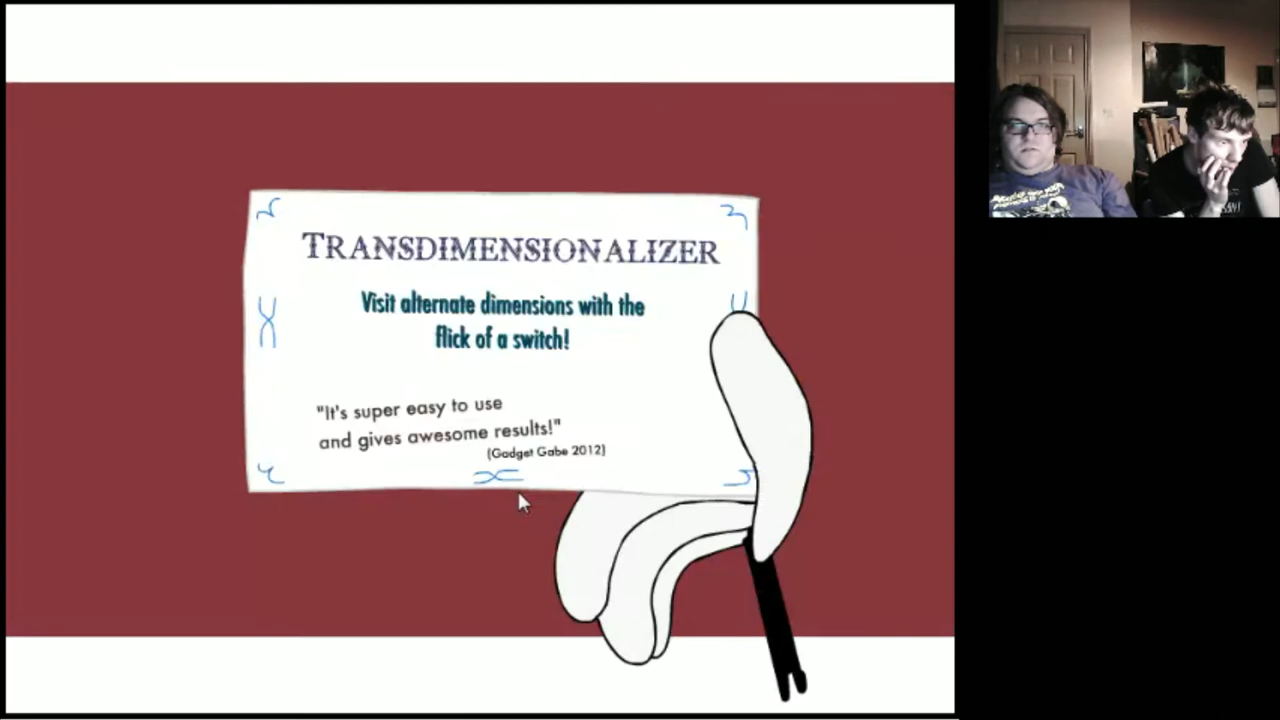 TRANSDIMENSIONALIZER
Visit alternate dimensions with the
flick of a switch!
"It's super easy to use
and gives awesome results!"
(Gadget Gabe 2012)